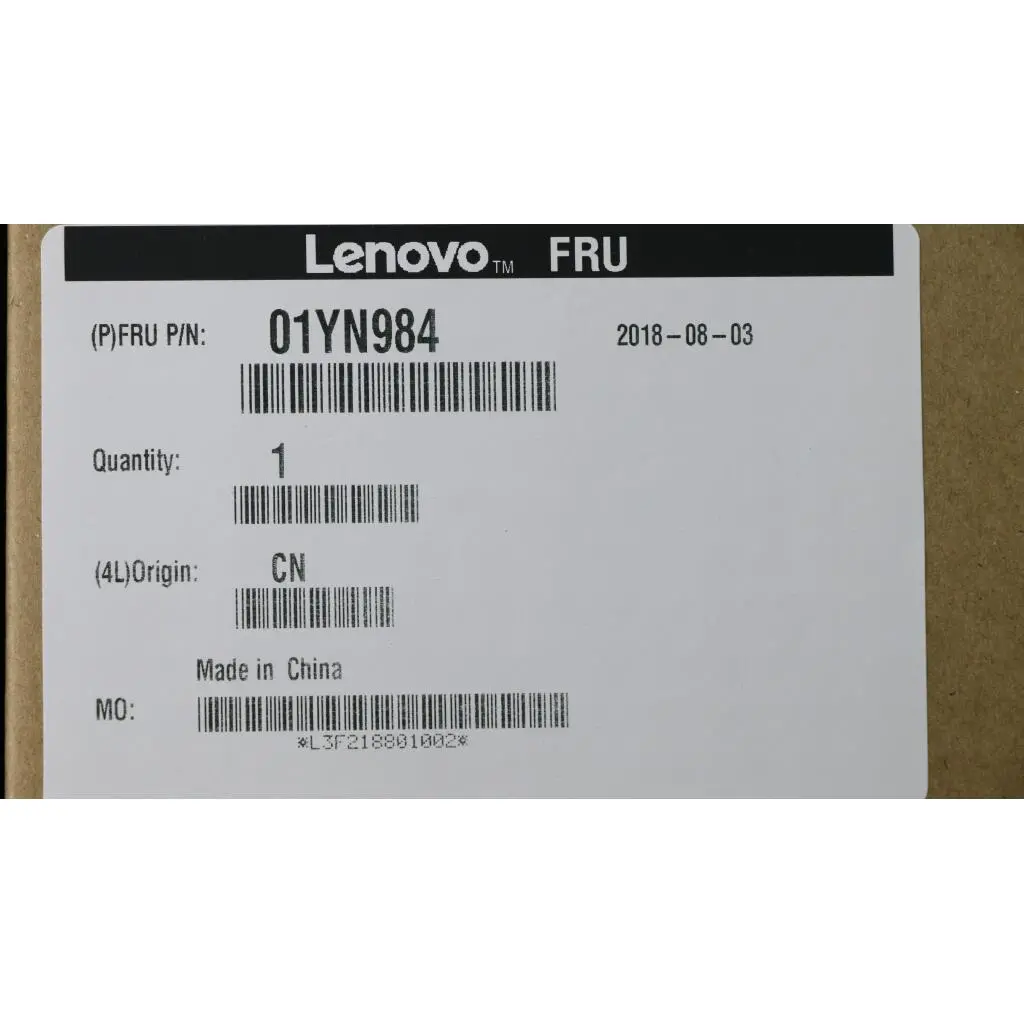 Lenovo™ FRU
(P)FRU P/N: 01YN984 2018-08-03
Quantity: 1
(4L)Origin: CN
Made in China
MO:
*L3F218801002*